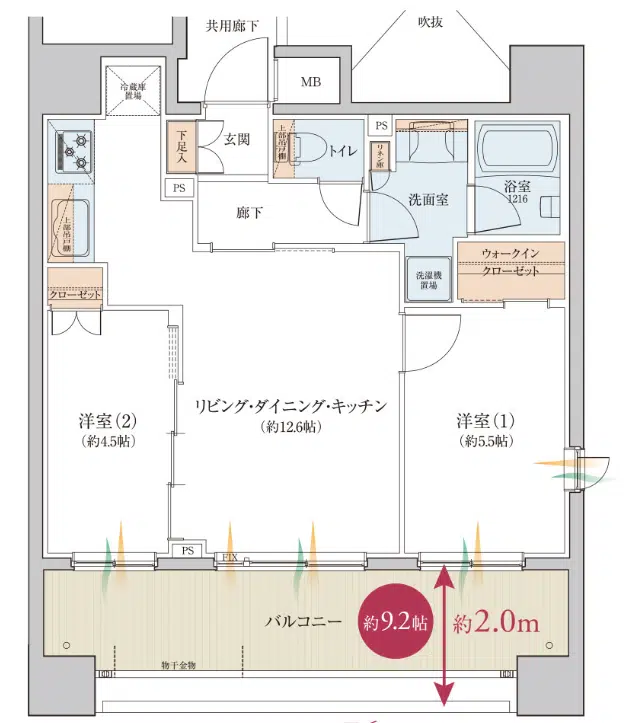 共用廊下
吹抜
冷蔵庫
置場
MB
下足入
玄関
上部吊戸棚
トイレ
PS
リネン庫
浴室
1216
PS
洗面室
廊下
上部吊戸棚
ウォークイン
クローゼット
洗濯機
置場
クローゼット
リビング・ダイニング・キッチン
(約12.6帖)
洋室(2)
(約4.5帖)
洋室(1)
(約5.5帖)
PS
FIX
バルコニー
約9.2帖
約2.0m
物干金物